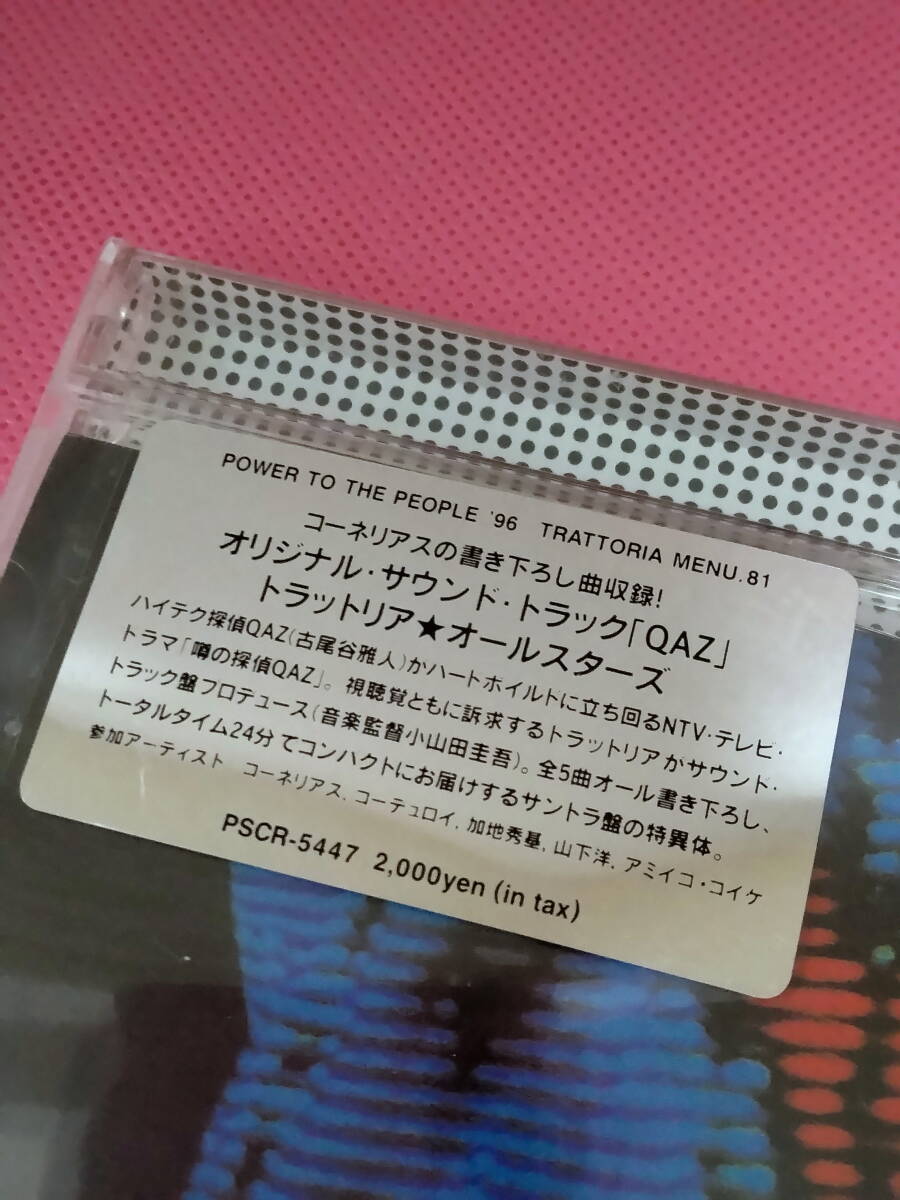 POWER TO THE PEOPLE '96 TRATTORIA MENU.81
コーネリアスの書き下ろし曲収録!
オリジナル・サウンド・トラック「QAZ」
トラットリア★オールスターズ
ハイテク探偵QAZ(古尾谷雅人)がハートボイルドに立ち回るNTV・テレビ・
ドラマ「噂の探偵QAZ」。視聴覚ともに訴求するトラットリアがサウンド・
トラック盤プロデュース(音楽監督小山田圭吾)。全5曲オール書き下ろし、
トータルタイム24分でコンパクトにお届けするサントラ盤の特異体。
参加アーティスト コーネリアス, コーデュロイ, 加地秀基, 山下洋, アミイコ・コイケ
PSCR-5447 2,000yen (in tax)